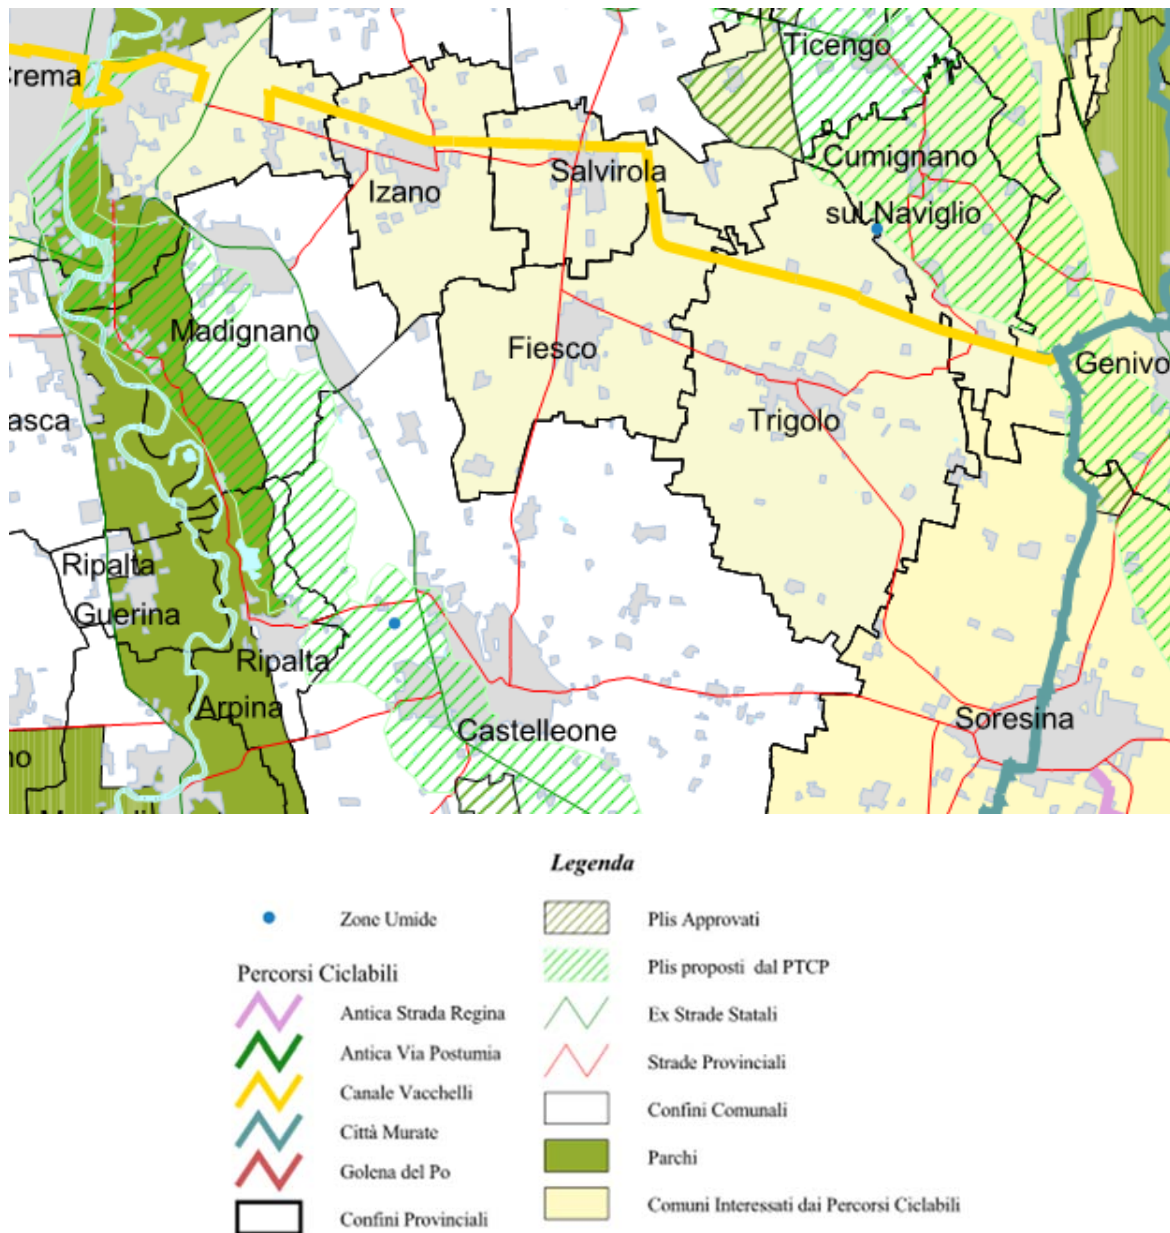 Ticengo
Crema
Cumignano
Salvirola
Izano
sul Naviglio
Madignano
Fiesco
Genivo
asca
Trigolo
Ripalta
Guerina
Ripalta
Arpina
Soresina
Castelleone
no
Legenda
Zone Umide
Plis Approvati
Percorsi Ciclabili
Plis proposti dal PTCP
Antica Strada Regina
Ex Strade Statali
Antica Via Postumia
Strade Provinciali
Canale Vacchelli
Confini Comunali
Città Murate
Parchi
Golena del Po
Comuni Interessati dai Percorsi Ciclabili
Confini Provinciali